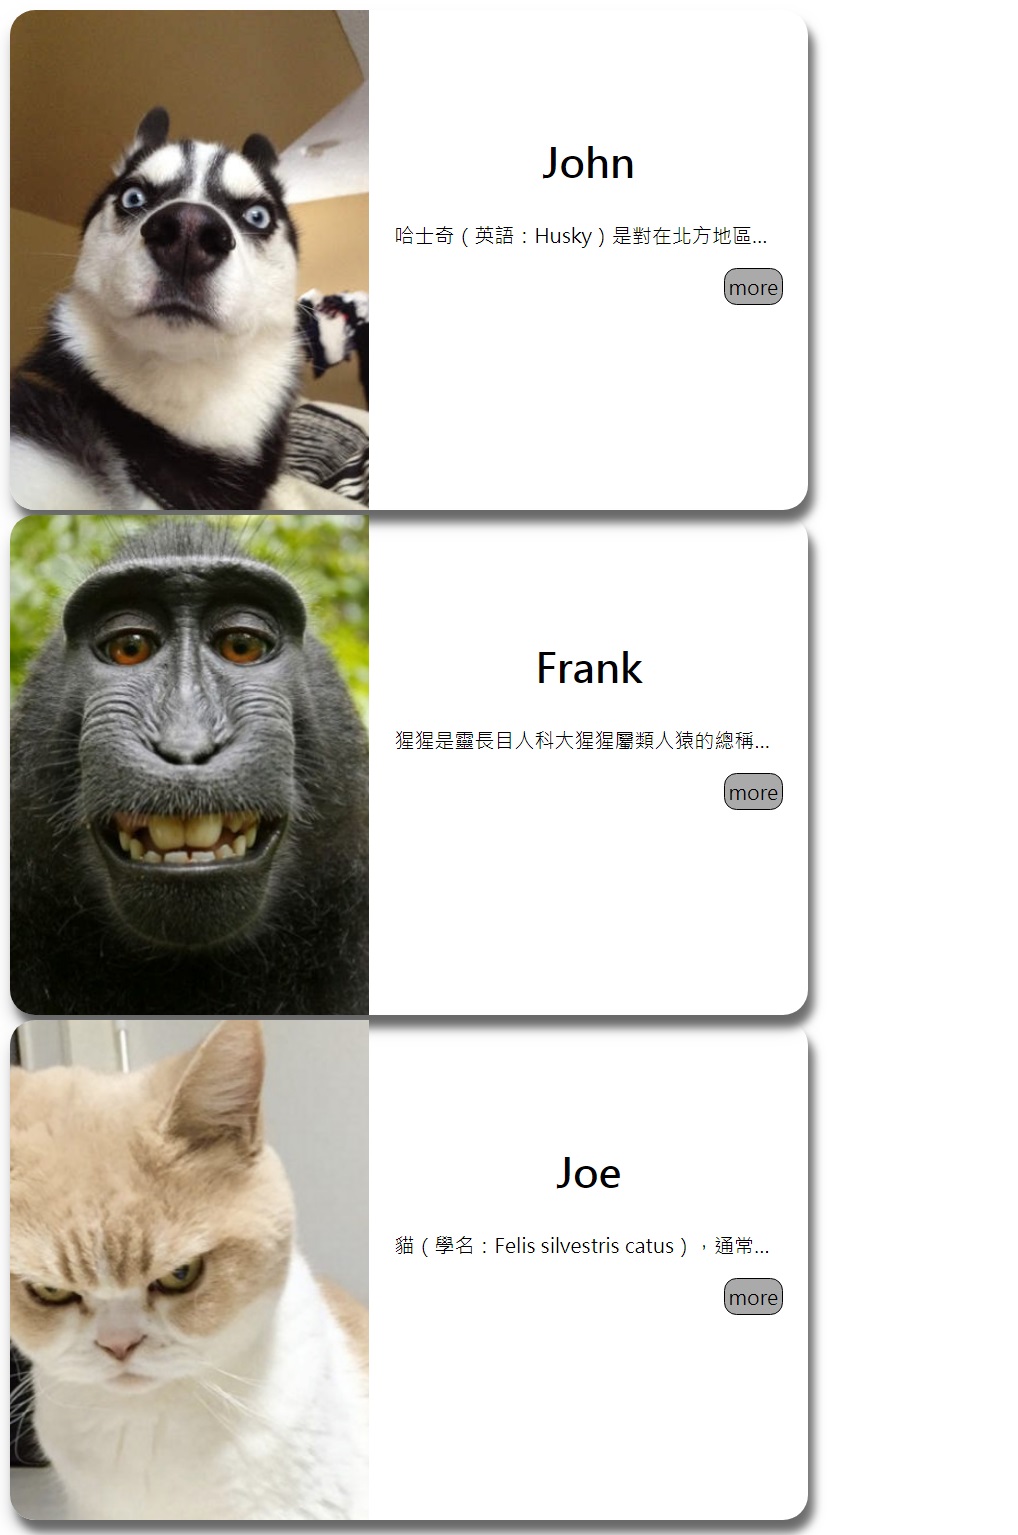 John
哈士奇（英語：Husky）是對在北方地區...
more
Frank
猩猩是靈長目人科大猩猩屬類人猿的總稱...
more
Joe
貓（學名：Felis silvestris catus），通常...
more